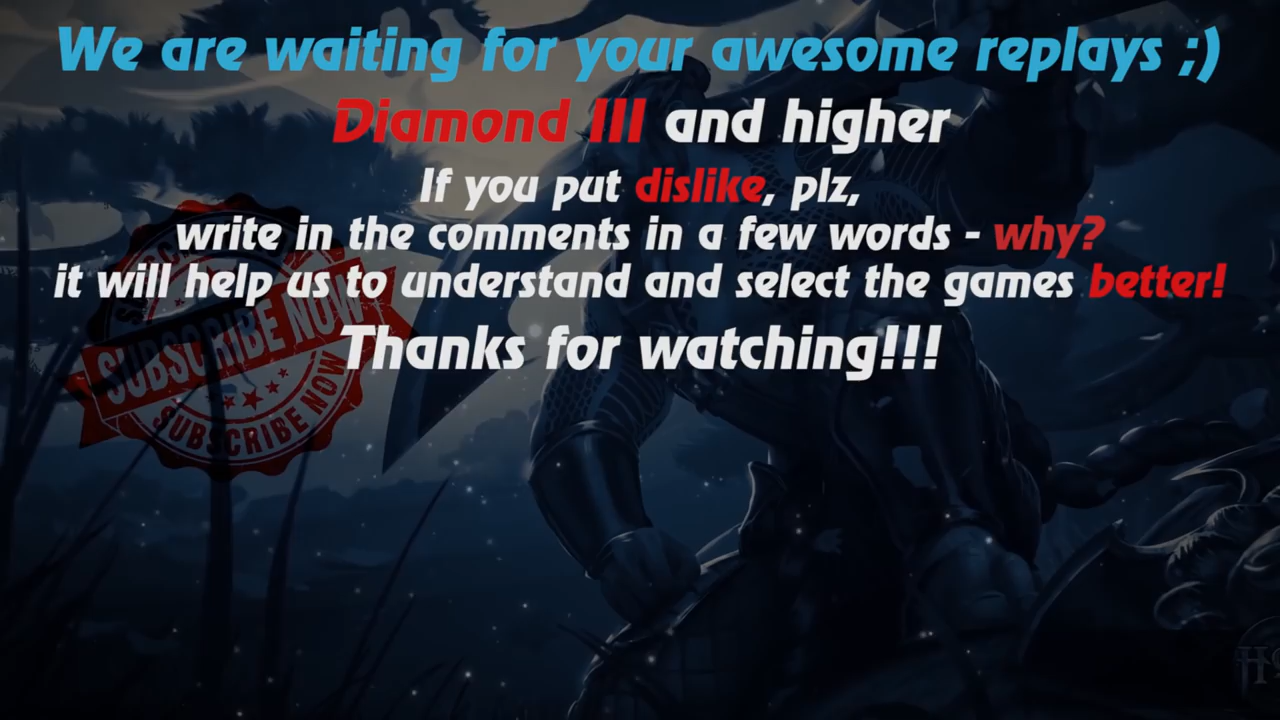 We are waiting for your awesome replays ;)
Diamond III and higher
If you put dislike, plz,
write in the comments in a few words - why?
it will help us to understand and select the games better!
Thanks for watching!!!
SUBSCRIBE NOW
SUBSCRIBE NOW